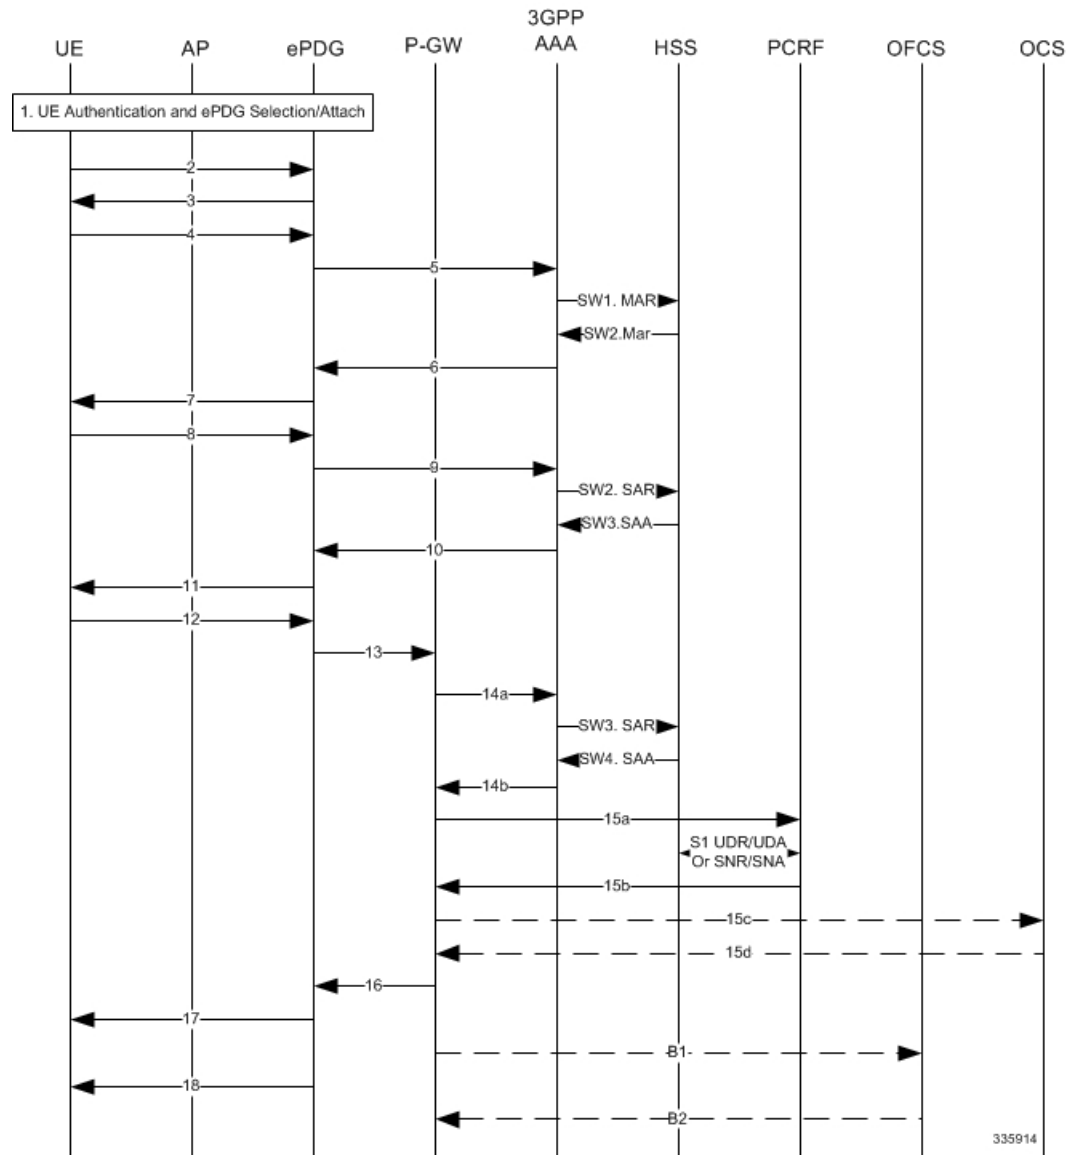 3GPP
UE AP ePDG P-GW AAA HSS PCRF OFCS OCS
1. UE Authentication and ePDG Selection/Attach
2
3
4
5
SW1. MAR
SW2.Mar
6
7
8
9
SW2. SAR
SW3.SAA
10
11
12
13
14a
SW3. SAR
SW4. SAA
14b
15a
S1 UDR/UDA
Or SNR/SNA
15b
15c
15d
16
17
B1
18
B2
335914